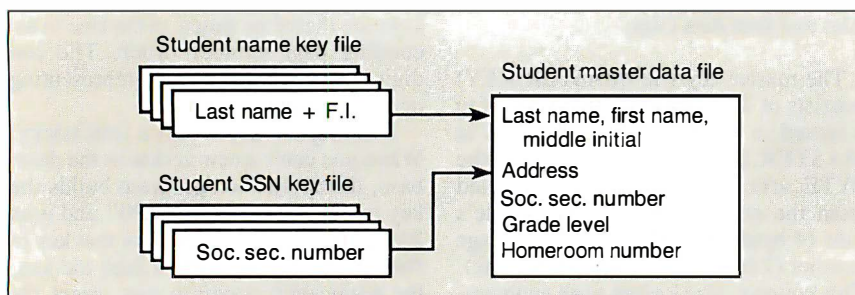 Student name key file
Last name + F.I.
Student SSN key file
Soc. sec. number
Student master data file
Last name, first name,
middle initial
Address
Soc. sec. number
Grade level
Homeroom number